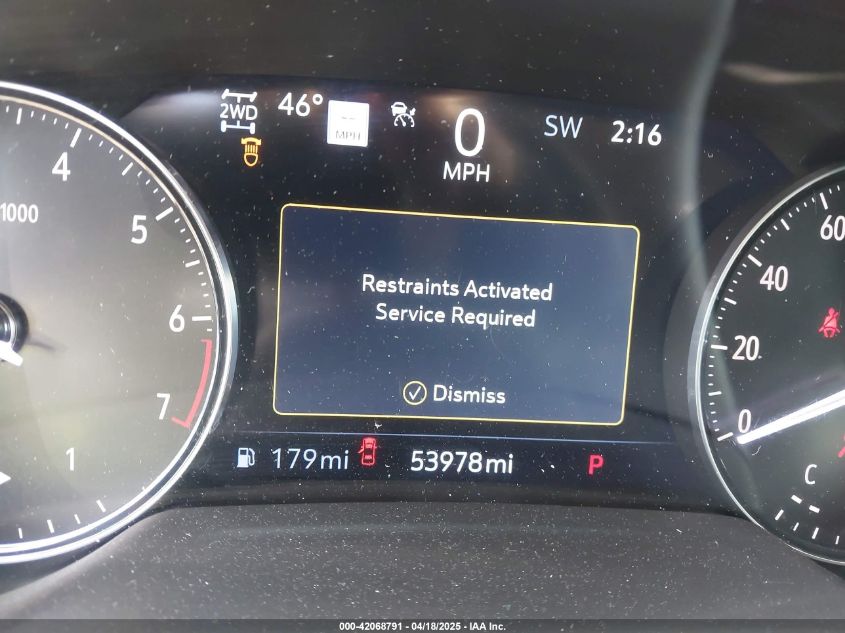 2WD 46° MPH 0 SW 2:16
MPH
4
1000
5
6
7
1
Restraints Activated
Service Required
Dismiss
179mi 53978mi P
60
40
20
0
C
000-42068791 - 04/18/2025 - IAA Inc.